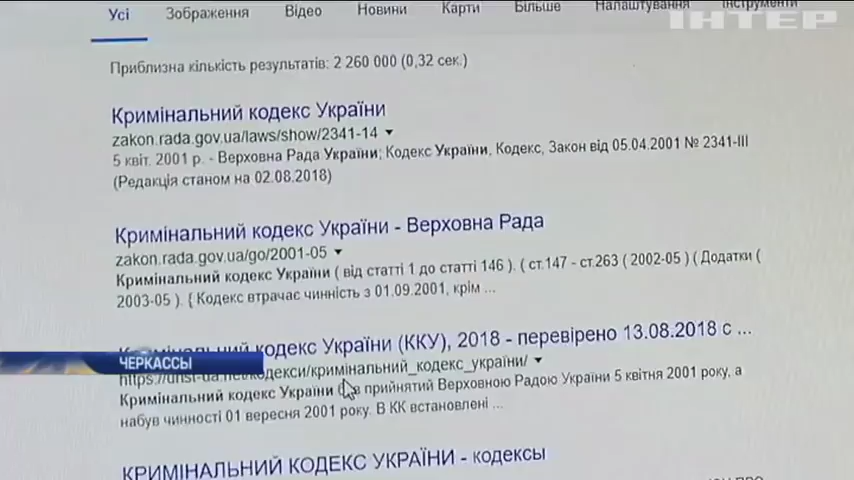 Усі Зображення Відео Новини Карти Більше Налаштування Інструменти
ІНТЕР
Приблизна кількість результатів: 2 260 000 (0,32 сек.)
Кримінальний кодекс України
zakon.rada.gov.ua/laws/show/2341-14
5 квіт. 2001 р. - Верховна Рада України; Кодекс України, Кодекс, Закон від 05.04.2001 № 2341-III
(Редакція станом на 02.08.2018)
Кримінальний кодекс України - Верховна Рада
zakon.rada.gov.ua/go/2001-05
Кримінальний кодекс України ( від статті 1 до статті 146 ). ( ст.147 - ст.263 ( 2002-05 ) ( Додатки (
2003-05 ). { Кодекс втрачає чинність з 01.09.2001, крім ...
Кримінальний кодекс України (ККУ), 2018 - перевірено 13.08.2018 с ...
ЧЕРКАССЫ
кодекси/кримінальний_кодекс_україни/
Кримінальний кодекс України прийнятий Верховною Радою України 5 квітня 2001 року, а
набув чинності 01 вересня 2001 року. В КК встановлені ...
КРИМІНАЛЬНИЙ КОДЕКС УКРАЇНИ - кодексы